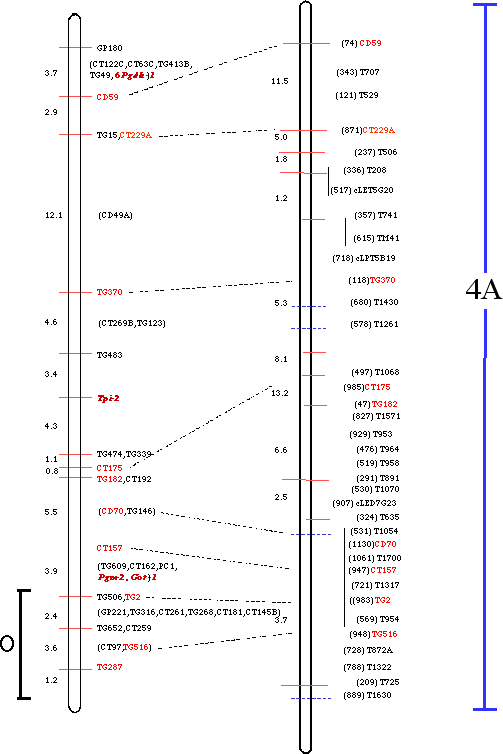 GP180
(CT122C,CT63C,TG413B,
3.7
TG49, 6Pgdh-1
CD59
2.9
TG15,CT229A
12.1
(CD49A)
TG370
4.6
(CT269B,TG123)
TG483
3.4
Tpi-2
4.3
TG474,TG339
1.1
CT175
0.8
TG182,CT192
5.5
(CD70,TG146)
CT157
3.9
(TG609,CT162,PC1,
Pgm-2, Got-1
TG506,TG2
2.4
(GP221,TG316,CT261,TG268,CT181,CT145B)
TG652,CT259
3.6
(CT97,TG516)
TG287
1.2
O
(74) CD59
11.5
(343) T707
(121) T529
(871)CT229A
5.0
(237) T506
1.8
(336) T208
(517) cLET5G20
1.2
(357) T741
(615) TM41
(718) cLPT5B19
(118)TG370
5.3
(680) T1430
(578) T1261
8.1
(497) T1068
(985)CT175
13.2
(47)TG182
(827) T1571
(929) T953
6.6
(476) T964
(519) T958
(291) T891
(530) T1070
2.5
(907) cLED7G23
(324) T635
(531) T1054
(1130)CD70
(1061) T1700
(947)CT157
(721) T1317
((983)TG2
3.7
(569) T954
(948)TG516
(728) T872A
(788) T1322
(209) T725
(889) T1630
4A